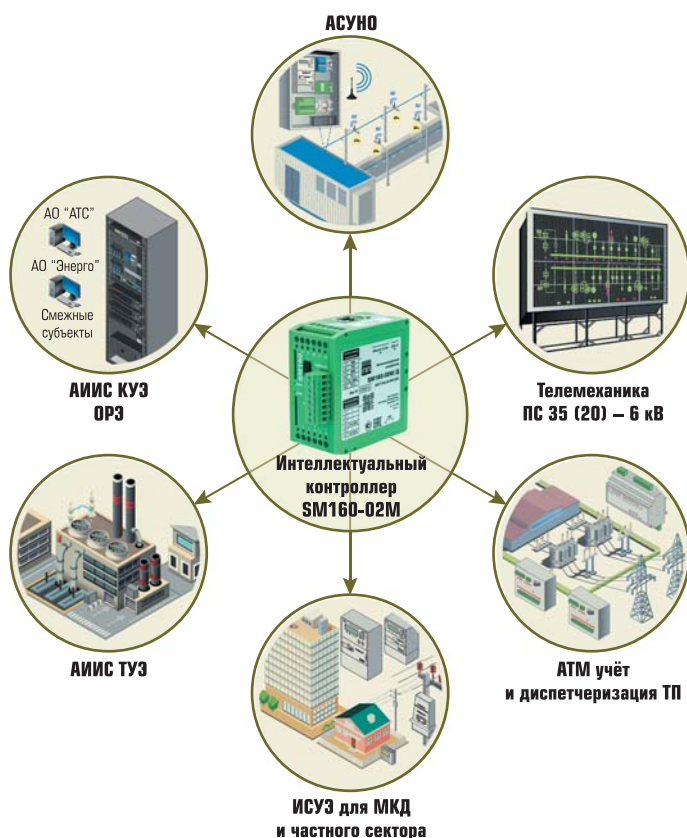 АСУНО
АО "АТС"
АО "Энерго"
Смежные
субъекты
АИИС КУЭ
ОРЭ
Телемеханика
ПС 35 (20) – 6 кВ
Интеллектуальный
контроллер
SM160-02M
АИИС ТУЭ
АТМ учёт
и диспетчеризация ТП
ИСУЭ для МКД
и частного сектора